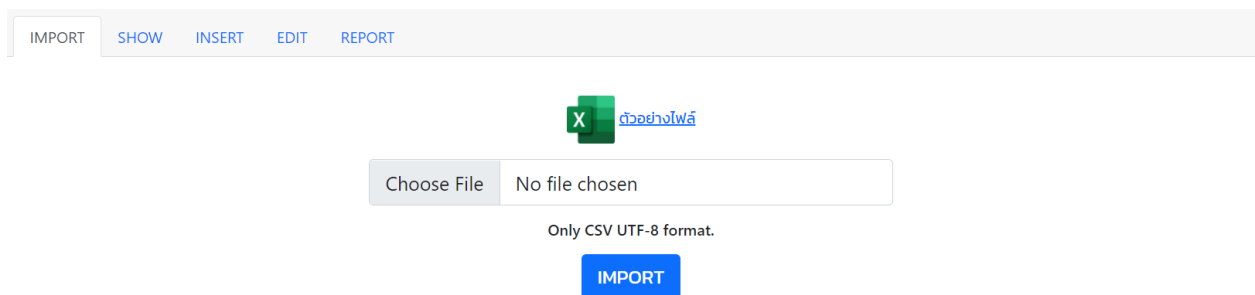 IMPORT SHOW INSERT EDIT REPORT
X ตัวอย่างไฟล์
Choose File No file chosen
Only CSV UTF-8 format.
IMPORT